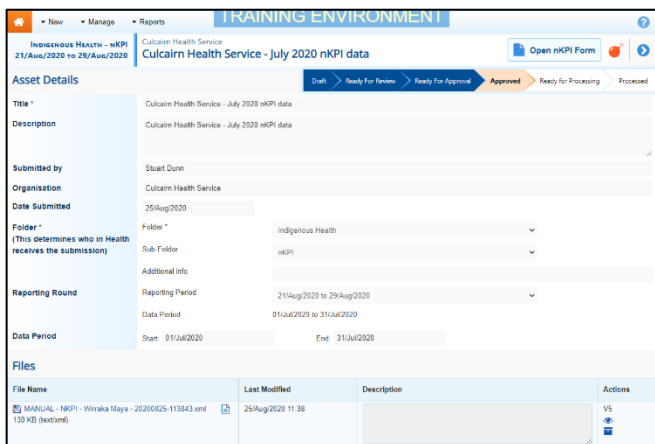 New Manage Reports TRAINING ENVIRONMENT
INDIGENOUS HEALTH - NKPI
21/AUG/2020 TO 29/AUG/2020
Culcairn Health Service
Culcairn Health Service - July 2020 nKPI data
Open nKPI Form
Asset Details
Draft Ready For Review Ready For Approval Approved Ready for Processing Processed
Title * Culcairn Health Service - July 2020 nKPI data
Description Culcairn Health Service - July 2020 nKPI data
Submitted by Stuart Dunn
Organisation Culcairn Health Service
Date Submitted 25/Aug/2020
Folder * Folder * Indigenous Health
(This determines who in Health
receives the submission) Sub-Folder nKPI
Additional info
Reporting Round Reporting Period 21/Aug/2020 to 29/Aug/2020
Data Period 01/Jul/2020 to 31/Jul/2020
Data Period Start: 01/Jul/2020 End: 31/Jul/2020
Files
File Name Last Modified Description Actions
MANUAL - NKPI - Wirraka Maya - 20200825-113843.xml 25/Aug/2020 11:38 V5
130 KB (text/xml)